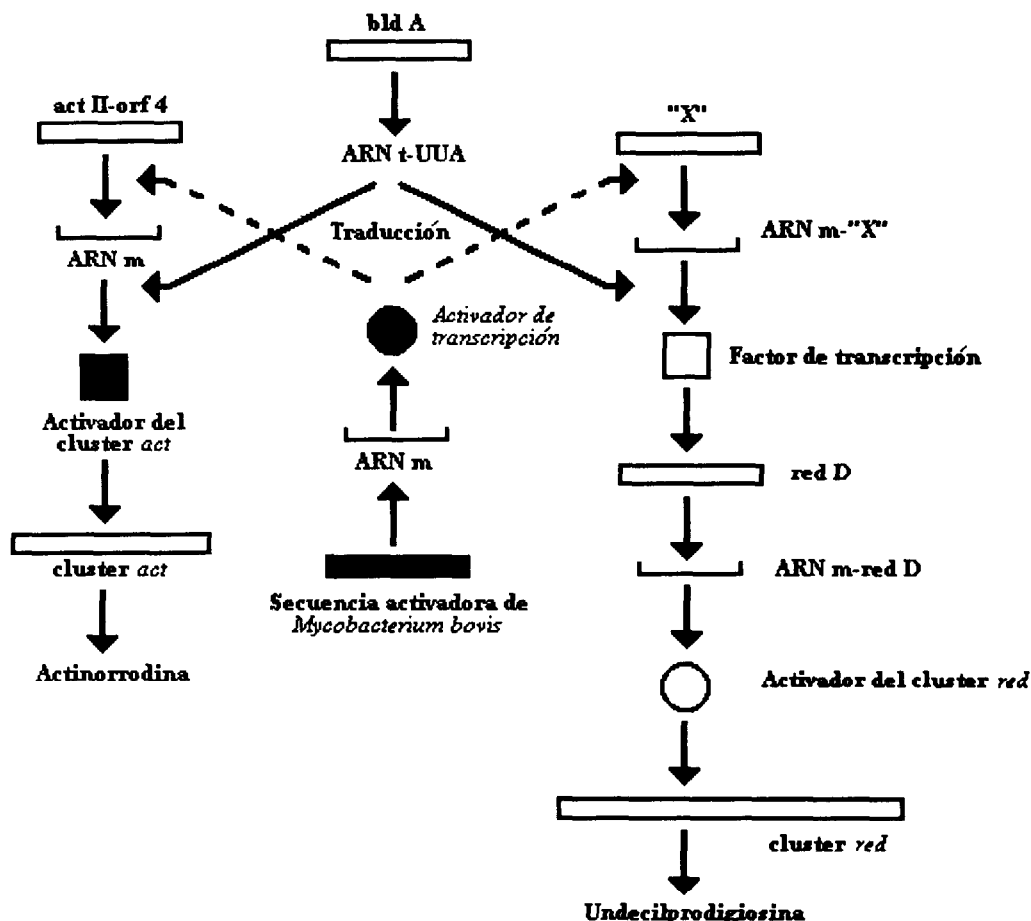 bld A
act II-orf 4
"X"
ARN t-UUA
Traducción
ARN m
ARN m-"X"
Activador de
transcripción
Factor de transcripción
Activador del
cluster act
ARN m
red D
cluster act
ARN m-red D
Secuencia activadora de
Mycobacterium bovis
Actinorrodina
Activador del cluster red
cluster red
Undecilprodigiosina